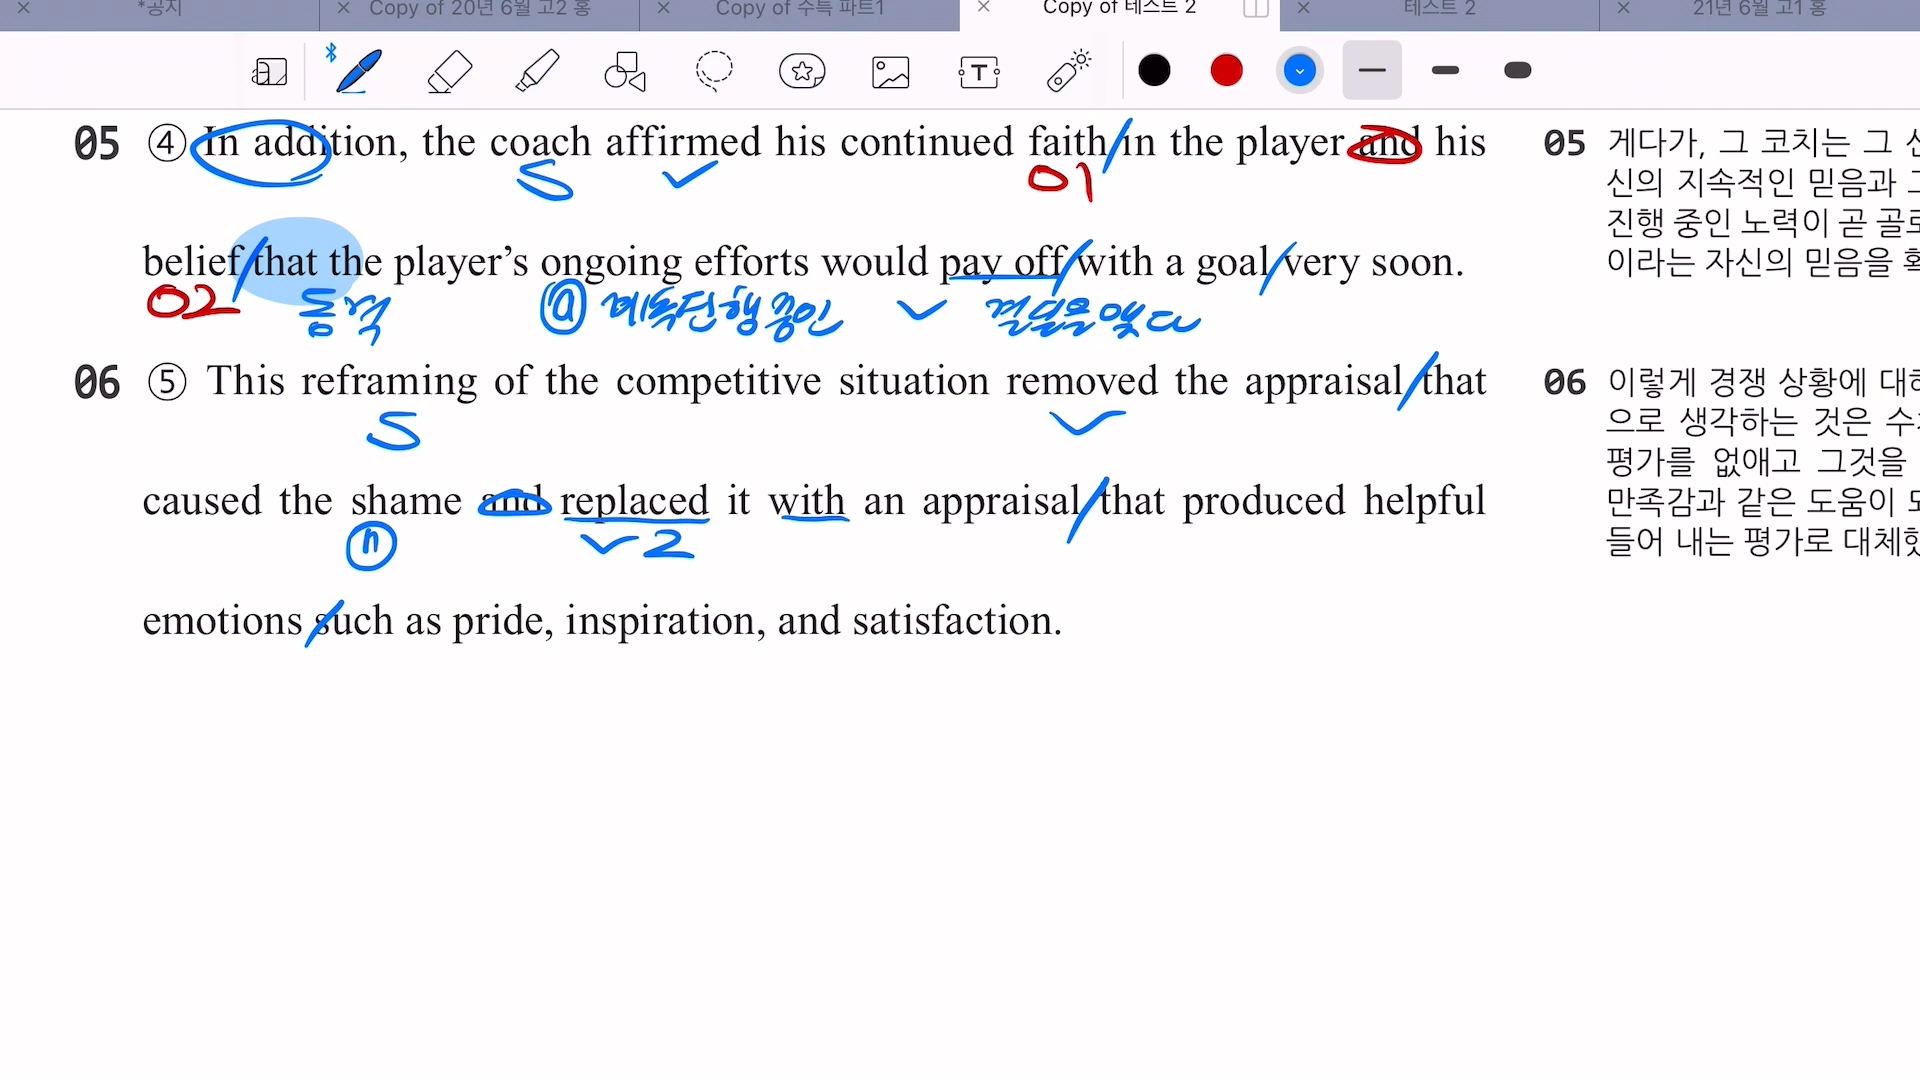 *공지
Copy of 20년 6월 고2 홍
Copy of 수특 파트1
Copy of 테스트 2
테스트 2
21년 6월 고1 홍
T
05 ④ In addition, the coach affirmed his continued faith in the player and his
S
O1
belief that the player's ongoing efforts would pay off with a goal very soon.
O2 동격 ⓐ 계속진행중인 결실을 맺다
06 ⑤ This reframing of the competitive situation removed the appraisal that
S
caused the shame and replaced it with an appraisal that produced helpful
ⓝ 2
emotions such as pride, inspiration, and satisfaction.
05 게다가, 그 코치는 그
신의 지속적인 믿음과
진행 중인 노력이 곧
이라는 자신의 믿음을
06 이렇게 경쟁 상황에
으로 생각하는 것은
평가를 없애고 그것을
만족감과 같은 도움이
들어 내는 평가로